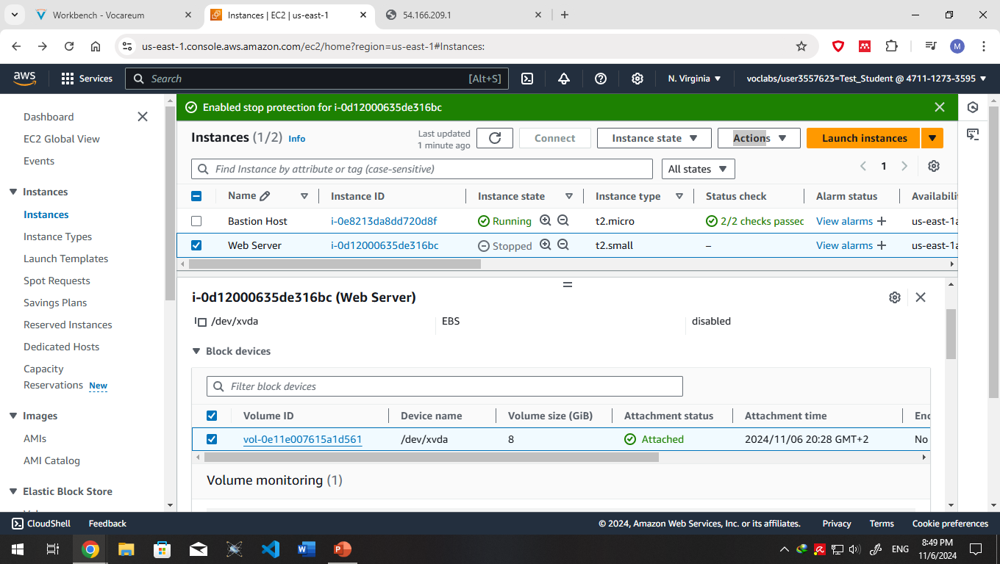 Workbench - Vocareum
Instances | EC2 | us-east-1
54.166.209.1
us-east-1.console.aws.amazon.com/ec2/home?region=us-east-1#Instances:
M
aws
Services
Search
[Alt+S]
N. Virginia
voclabs/user3557623=Test_Student @ 4711-1273-3595
Dashboard
EC2 Global View
Events
Instances
Instances
Instance Types
Launch Templates
Spot Requests
Savings Plans
Reserved Instances
Dedicated Hosts
Capacity
Reservations New
Images
AMIs
AMI Catalog
Elastic Block Store
Enabled stop protection for i-0d12000635de316bc
Instances (1/2) Info
Last updated
1 minute ago
Connect
Instance state
Actions
Launch instances
Find Instance by attribute or tag (case-sensitive)
All states
1
Name Instance ID Instance state Instance type Status check Alarm status Availabili
Bastion Host i-0e8213da8dd720d8f Running t2.micro 2/2 checks passed View alarms + us-east-1a
Web Server i-0d12000635de316bc Stopped t2.small – View alarms + us-east-1a
i-0d12000635de316bc (Web Server)
/dev/xvda EBS disabled
Block devices
Filter block devices
Volume ID Device name Volume size (GiB) Attachment status Attachment time Enc
vol-0e11e007615a1d561 /dev/xvda 8 Attached 2024/11/06 20:28 GMT+2 No
Volume monitoring (1)
CloudShell Feedback © 2024, Amazon Web Services, Inc. or its affiliates. Privacy Terms Cookie preferences
ENG
8:49 PM
11/6/2024